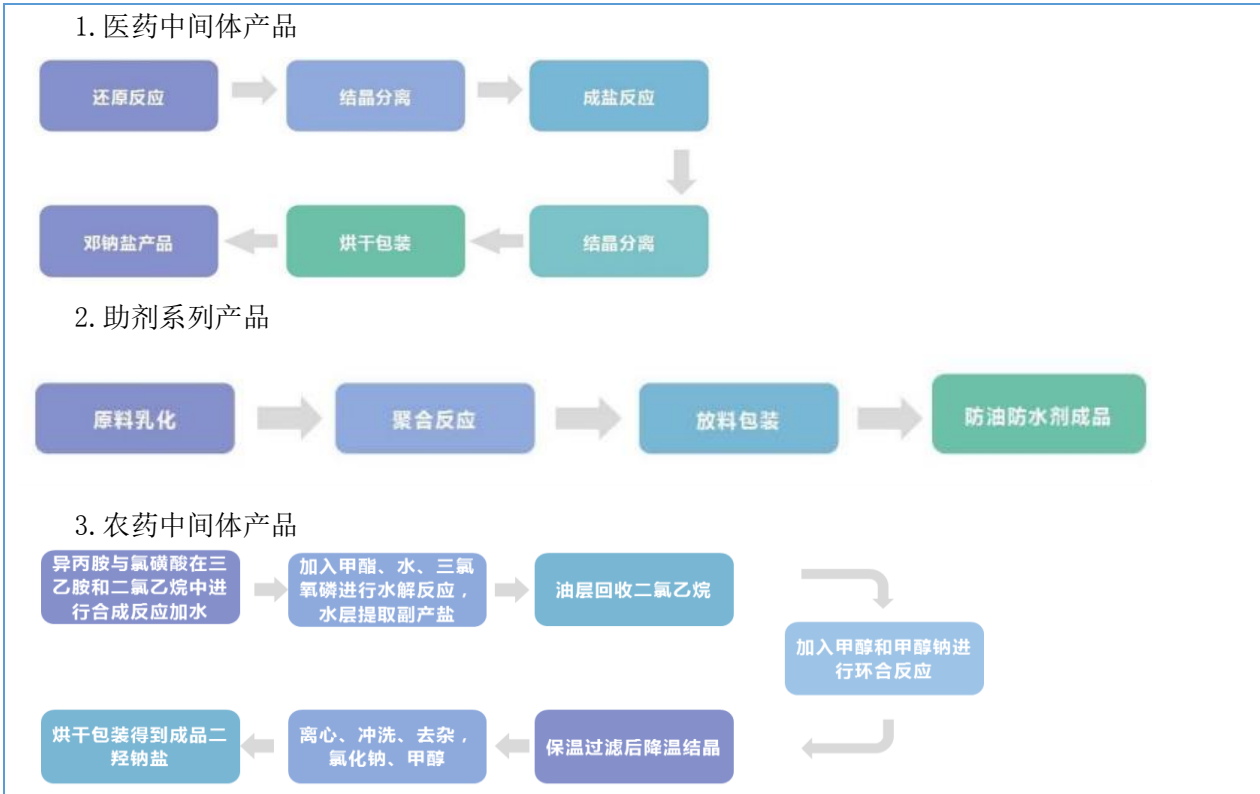 1.医药中间体产品
还原反应
结晶分离
成盐反应
邓钠盐产品
烘干包装
结晶分离
2.助剂系列产品
原料乳化
聚合反应
放料包装
防油防水剂成品
3.农药中间体产品
异丙胺与氯磺酸在三
乙胺和二氯乙烷中进
行合成反应加水
加入甲酯、水、三氯
氧磷进行水解反应，
水层提取副产盐
油层回收二氯乙烷
加入甲醇和甲醇钠进
行环合反应
烘干包装得到成品二
羟钠盐
离心、冲洗、去杂，
氯化钠、甲醇
保温过滤后降温结晶